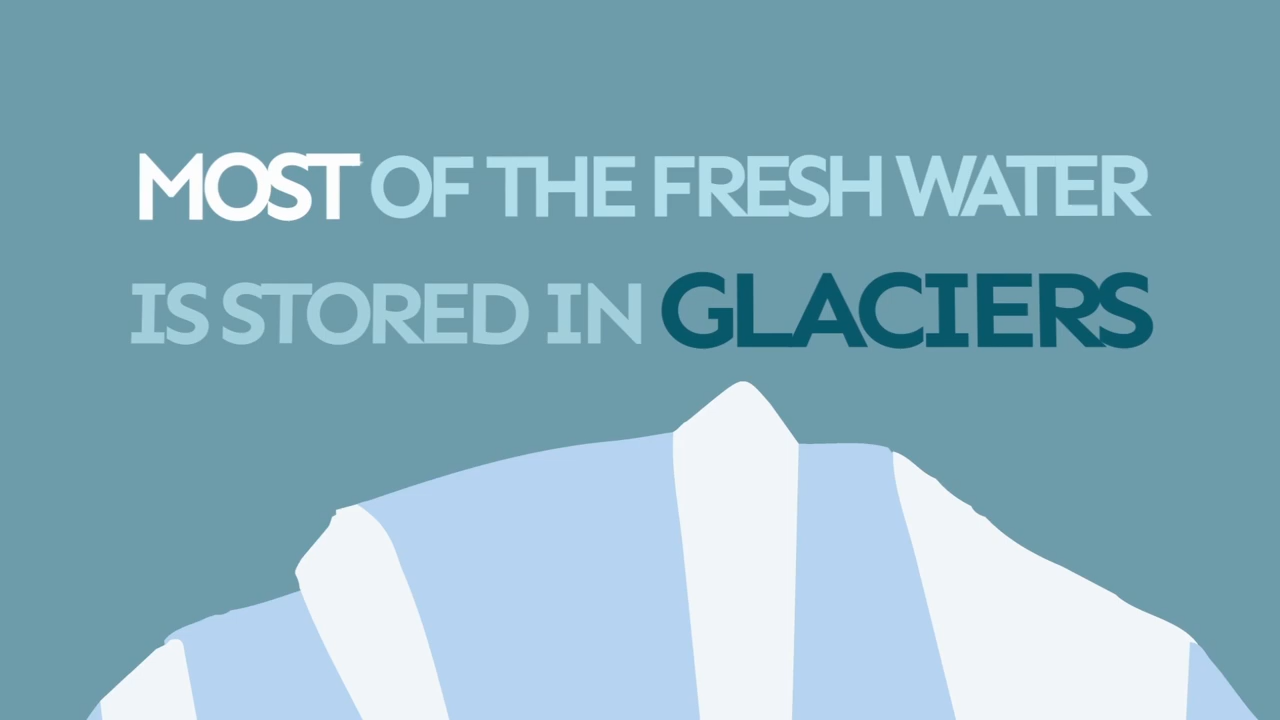 MOST OF THE FRESH WATER
IS STORED IN GLACIERS